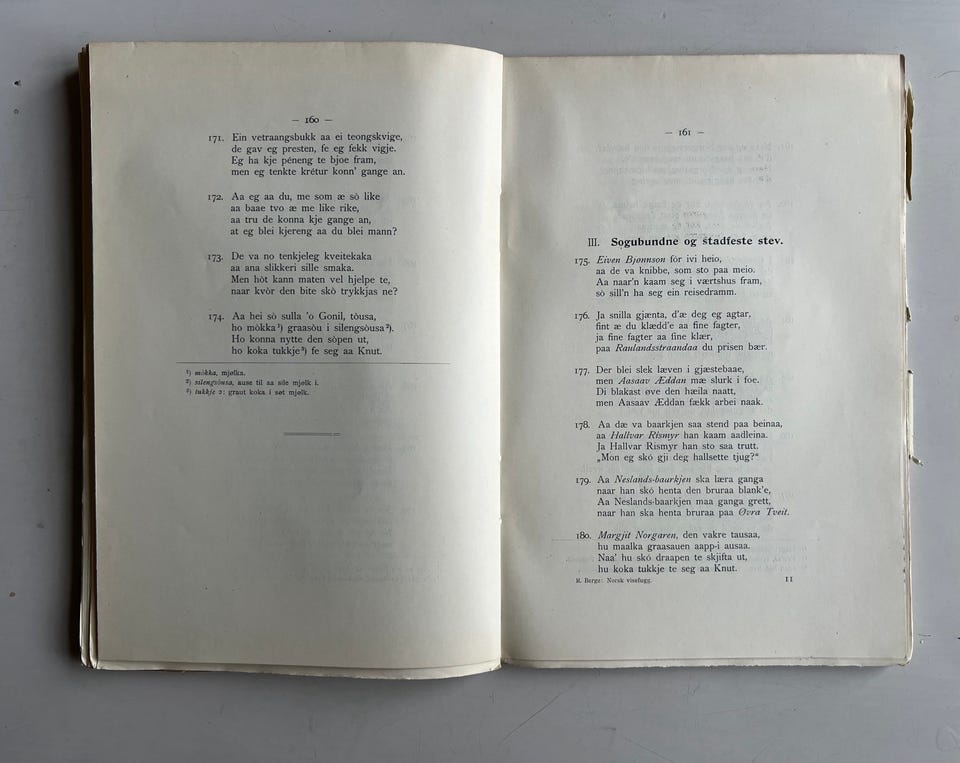 — 160 —
171. Ein vetraangsbukk aa ei teongskvige,
de gav eg presten, fe eg fekk vigje.
Eg ha kje péneng te bjoe fram,
men eg tenkte krétur konn' gange an.
172. Aa eg aa du, me som æ sò like
aa baae tvo æ me like rike,
aa tru de konna kje gange an,
at eg blei kjereng aa du blei mann?
173. De va no tenkjeleg kveitekaka
aa ana slikkeri sille smaka.
Men hòt kann maten vel hjelpe te,
naar kvòr den bite skò trykkjas ne?
174. Aa hei sò sulla 'o Gonil, tòusa,
ho mòkka¹) graasòu i silengsòusa²).
Ho konna nytte den sòpen ut,
ho koka tukkje³) fe seg aa Knut.
¹) mòkka, mjølka.
²) silengsòusa, ause til aa sile mjølk i.
³) tukkje ɔ: graut koka i søt mjølk.
— 161 —
III. Sogubundne og stadfeste stev.
175. Eiven Bjønnson fòr ivi heio,
aa de va knibbe, som sto paa meio.
Aa naar'n kaam seg i værtshus fram,
sò sill'n ha seg ein reisedramm.
176. Ja snilla gjænta, d'æ deg eg agtar,
fint æ du klædd'e aa fine fagter,
ja fine fagter aa fine klær,
paa Raulandsstraandaa du prisen bær.
177. Der blei slek læven i gjæstebaae,
men Aasaav Æddan mæ slurk i foe.
Di blakast øve den hæila naatt,
men Aasaav Æddan fækk arbei naak.
178. Aa dæ va baarkjen saa stend paa beinaa,
aa Hallvar Rismyr han kaam aadleina.
Ja Hallvar Rismyr han sto saa trutt.
„Mon eg skó gji deg hallsette tjug?“
179. Aa Neslands-baarkjen ska læra ganga
naar han skó henta den bruraa blank'e,
Aa Neslands-baarkjen maa ganga grett,
naar han ska henta bruraa paa Øvra Tveit.
180. Margjit Norgaren, den vakre tausaa,
hu maalka graasauen aapp-i ausaa.
Naa' hu skó draapen te skjifta ut,
hu koka tukkje te seg aa Knut.
R. Berge: Norsk visefugg. 11